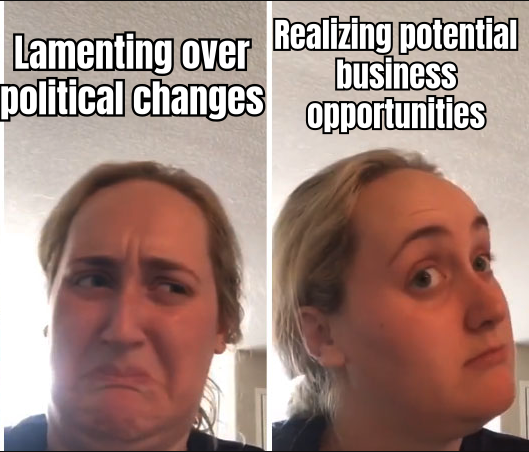 Lamenting over
political changes
Realizing potential
business
opportunities